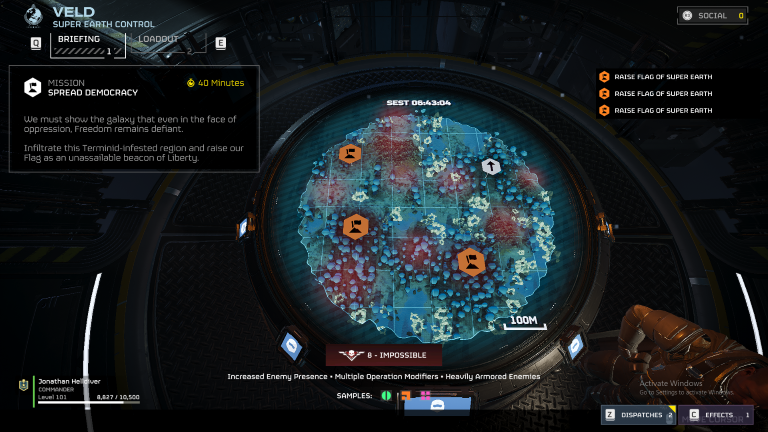 VELD
SUPER EARTH CONTROL
SOCIAL 0
Q BRIEFING 1 LOADOUT 2 E
MISSION
SPREAD DEMOCRACY
40 Minutes
We must show the galaxy that even in the face of
oppression, Freedom remains defiant.
Infiltrate this Terminid-infested region and raise our
Flag as an unassailable beacon of Liberty.
RAISE FLAG OF SUPER EARTH
RAISE FLAG OF SUPER EARTH
RAISE FLAG OF SUPER EARTH
SEST 06:43:04
100M
8 - IMPOSSIBLE
Increased Enemy Presence • Multiple Operation Modifiers • Heavily Armored Enemies
SAMPLES:
Jonathan Helldiver
COMMANDER
Level 101 8,827 / 10,500
Activate Windows
Go to Settings to activate Windows.
Z DISPATCHES 2
C EFFECTS 1
CURSOR